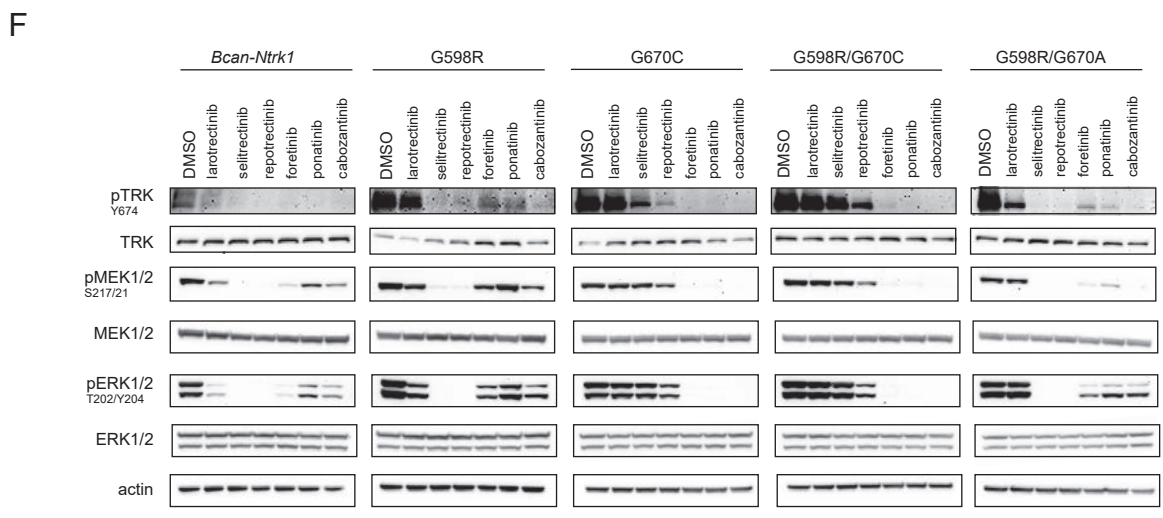 F
Bcan-Ntrk1 G598R G670C G598R/G670C G598R/G670A
DMSO larotrectinib selitrectinib repotrectinib foretinib ponatinib cabozantinib DMSO larotrectinib selitrectinib repotrectinib foretinib ponatinib cabozantinib DMSO larotrectinib selitrectinib repotrectinib foretinib ponatinib cabozantinib DMSO larotrectinib selitrectinib repotrectinib foretinib ponatinib cabozantinib DMSO larotrectinib selitrectinib repotrectinib foretinib ponatinib cabozantinib
pTRK
Y674
TRK
pMEK1/2
S217/21
MEK1/2
pERK1/2
T202/Y204
ERK1/2
actin